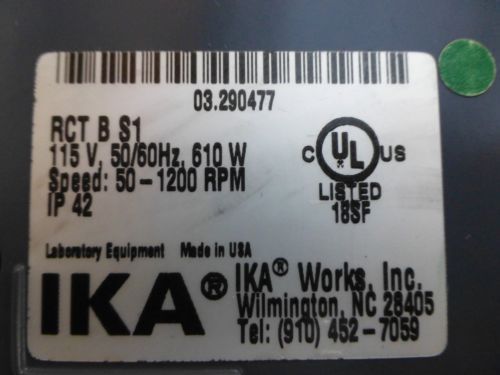 03.290477
RCT B S1
115 V, 50/60Hz, 610 W
Speed: 50-1200 RPM
IP 42
C UL US
LISTED
18SF
Laboratory Equipment Made in USA
IKA® IKA® Works, Inc.
Wilmington, NC 28405
Tel: (910) 452-7059